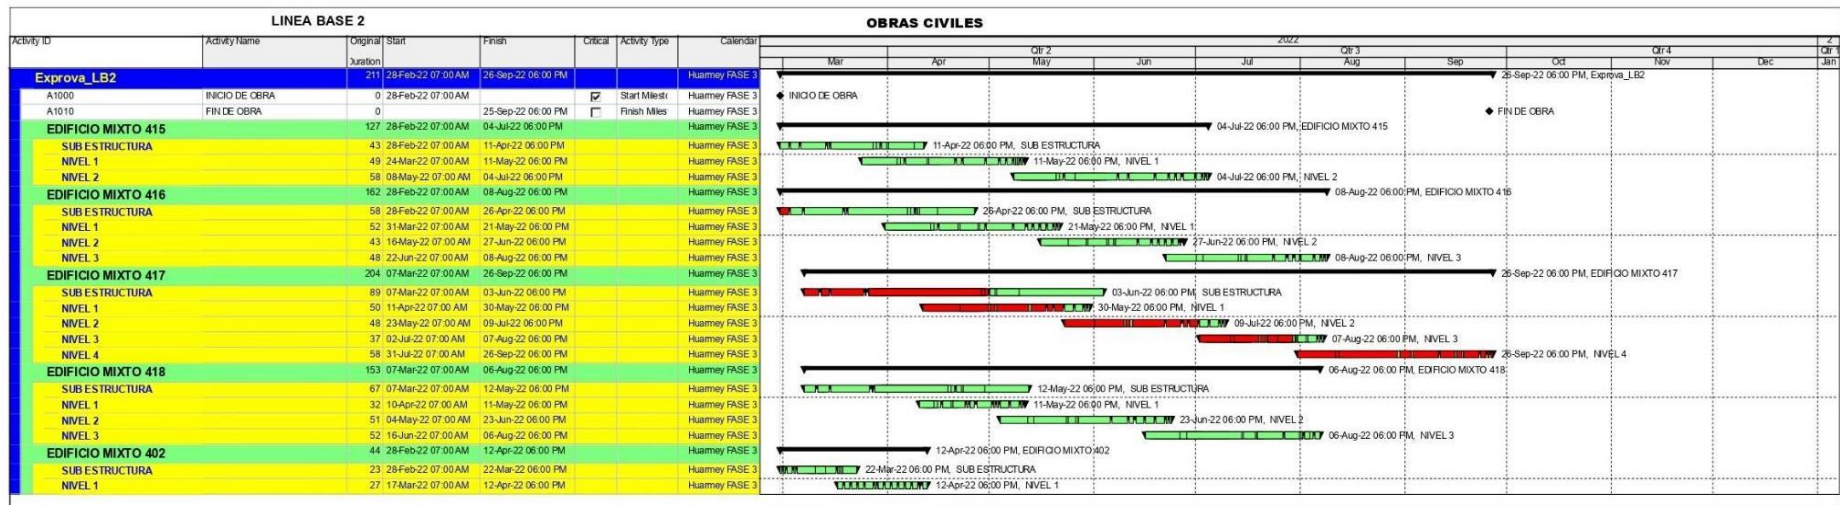 LINEA BASE 2 OBRAS CIVILES
Activity ID Activity Name Original Duration Start Finish Critical Activity Type Calendar 2022 2
Qtr 2 Qtr 3 Qtr 4 Qtr 1
Mar Apr May Jun Jul Aug Sep Oct Nov Dec Jan
Exprova_LB2 211 28-Feb-22 07:00 AM 26-Sep-22 06:00 PM Huarmey FASE 3 26-Sep-22 06:00 PM, Exprova_LB2
A1000 INICIO DE OBRA 0 28-Feb-22 07:00 AM Start Milest Huarmey FASE 3 INICIO DE OBRA
A1010 FIN DE OBRA 0 25-Sep-22 06:00 PM Finish Miles Huarmey FASE 3 FIN DE OBRA
EDIFICIO MIXTO 415 127 28-Feb-22 07:00 AM 04-Jul-22 06:00 PM Huarmey FASE 3 04-Jul-22 06:00 PM, EDIFICIO MIXTO 415
SUB ESTRUCTURA 43 28-Feb-22 07:00 AM 11-Apr-22 06:00 PM Huarmey FASE 3 11-Apr-22 06:00 PM, SUB ESTRUCTURA
NIVEL 1 49 24-Mar-22 07:00 AM 11-May-22 06:00 PM Huarmey FASE 3 11-May-22 06:00 PM, NIVEL 1
NIVEL 2 58 08-May-22 07:00 AM 04-Jul-22 06:00 PM Huarmey FASE 3 04-Jul-22 06:00 PM, NIVEL 2
EDIFICIO MIXTO 416 162 28-Feb-22 07:00 AM 08-Aug-22 06:00 PM Huarmey FASE 3 08-Aug-22 06:00 PM, EDIFICIO MIXTO 416
SUB ESTRUCTURA 58 28-Feb-22 07:00 AM 26-Apr-22 06:00 PM Huarmey FASE 3 26-Apr-22 06:00 PM, SUB ESTRUCTURA
NIVEL 1 52 31-Mar-22 07:00 AM 21-May-22 06:00 PM Huarmey FASE 3 21-May-22 06:00 PM, NIVEL 1
NIVEL 2 43 16-May-22 07:00 AM 27-Jun-22 06:00 PM Huarmey FASE 3 27-Jun-22 06:00 PM, NIVEL 2
NIVEL 3 48 22-Jun-22 07:00 AM 08-Aug-22 06:00 PM Huarmey FASE 3 08-Aug-22 06:00 PM, NIVEL 3
EDIFICIO MIXTO 417 204 07-Mar-22 07:00 AM 26-Sep-22 06:00 PM Huarmey FASE 3 26-Sep-22 06:00 PM, EDIFICIO MIXTO 417
SUB ESTRUCTURA 89 07-Mar-22 07:00 AM 03-Jun-22 06:00 PM Huarmey FASE 3 03-Jun-22 06:00 PM, SUB ESTRUCTURA
NIVEL 1 50 11-Apr-22 07:00 AM 30-May-22 06:00 PM Huarmey FASE 3 30-May-22 06:00 PM, NIVEL 1
NIVEL 2 48 23-May-22 07:00 AM 09-Jul-22 06:00 PM Huarmey FASE 3 09-Jul-22 06:00 PM, NIVEL 2
NIVEL 3 37 02-Jul-22 07:00 AM 07-Aug-22 06:00 PM Huarmey FASE 3 07-Aug-22 06:00 PM, NIVEL 3
NIVEL 4 58 31-Jul-22 07:00 AM 26-Sep-22 06:00 PM Huarmey FASE 3 26-Sep-22 06:00 PM, NIVEL 4
EDIFICIO MIXTO 418 153 07-Mar-22 07:00 AM 06-Aug-22 06:00 PM Huarmey FASE 3 06-Aug-22 06:00 PM, EDIFICIO MIXTO 418
SUB ESTRUCTURA 67 07-Mar-22 07:00 AM 12-May-22 06:00 PM Huarmey FASE 3 12-May-22 06:00 PM, SUB ESTRUCTURA
NIVEL 1 32 10-Apr-22 07:00 AM 11-May-22 06:00 PM Huarmey FASE 3 11-May-22 06:00 PM, NIVEL 1
NIVEL 2 51 04-May-22 07:00 AM 23-Jun-22 06:00 PM Huarmey FASE 3 23-Jun-22 06:00 PM, NIVEL 2
NIVEL 3 52 16-Jun-22 07:00 AM 06-Aug-22 06:00 PM Huarmey FASE 3 06-Aug-22 06:00 PM, NIVEL 3
EDIFICIO MIXTO 402 44 28-Feb-22 07:00 AM 12-Apr-22 06:00 PM Huarmey FASE 3 12-Apr-22 06:00 PM, EDIFICIO MIXTO 402
SUB ESTRUCTURA 23 28-Feb-22 07:00 AM 22-Mar-22 06:00 PM Huarmey FASE 3 22-Mar-22 06:00 PM, SUB ESTRUCTURA
NIVEL 1 27 17-Mar-22 07:00 AM 12-Apr-22 06:00 PM Huarmey FASE 3 12-Apr-22 06:00 PM, NIVEL 1